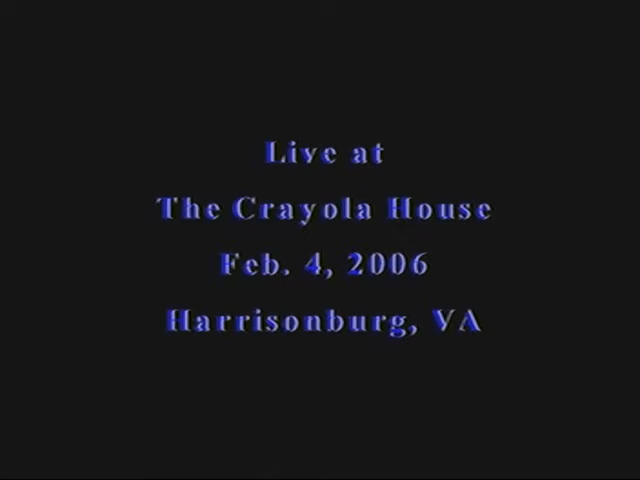 Live at
The Crayola House
Feb. 4, 2006
Harrisonburg, VA